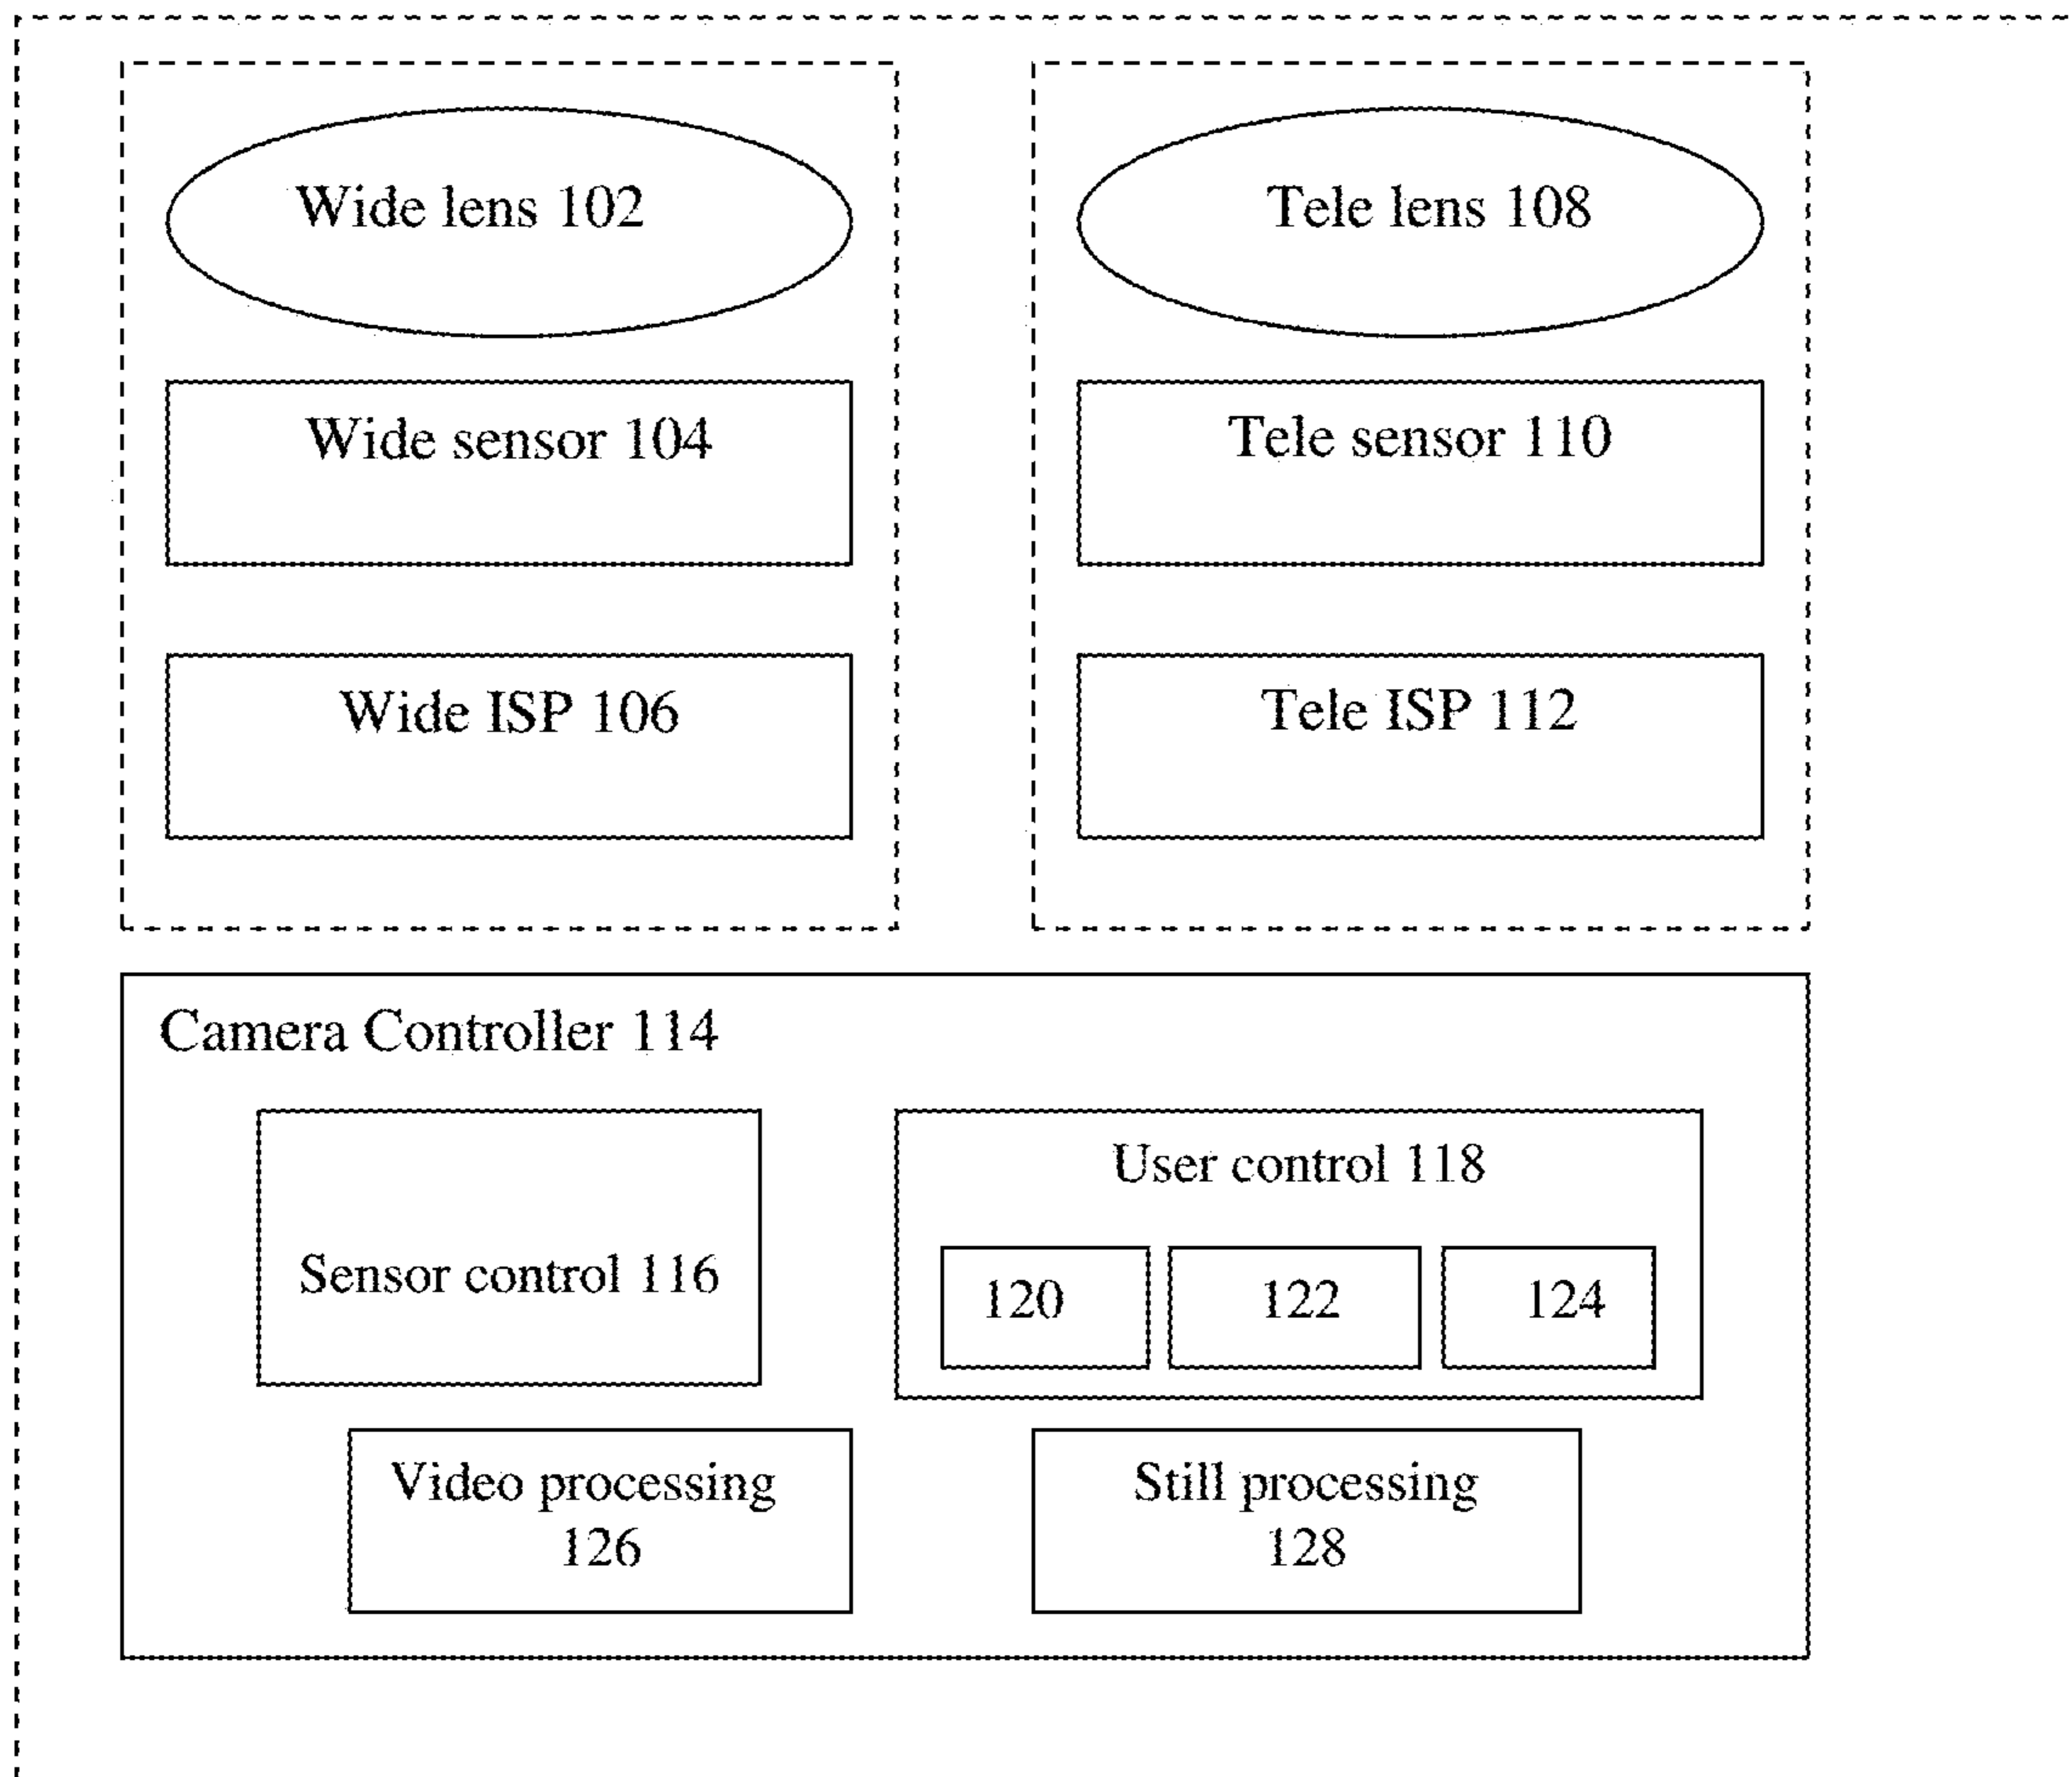 Wide lens 102
Tele lens 108
Wide sensor 104
Tele sensor 110
Wide ISP 106
Tele ISP 112
Camera Controller 114
Sensor control 116
User control 118
120
122
124
Video processing
126
Still processing
128